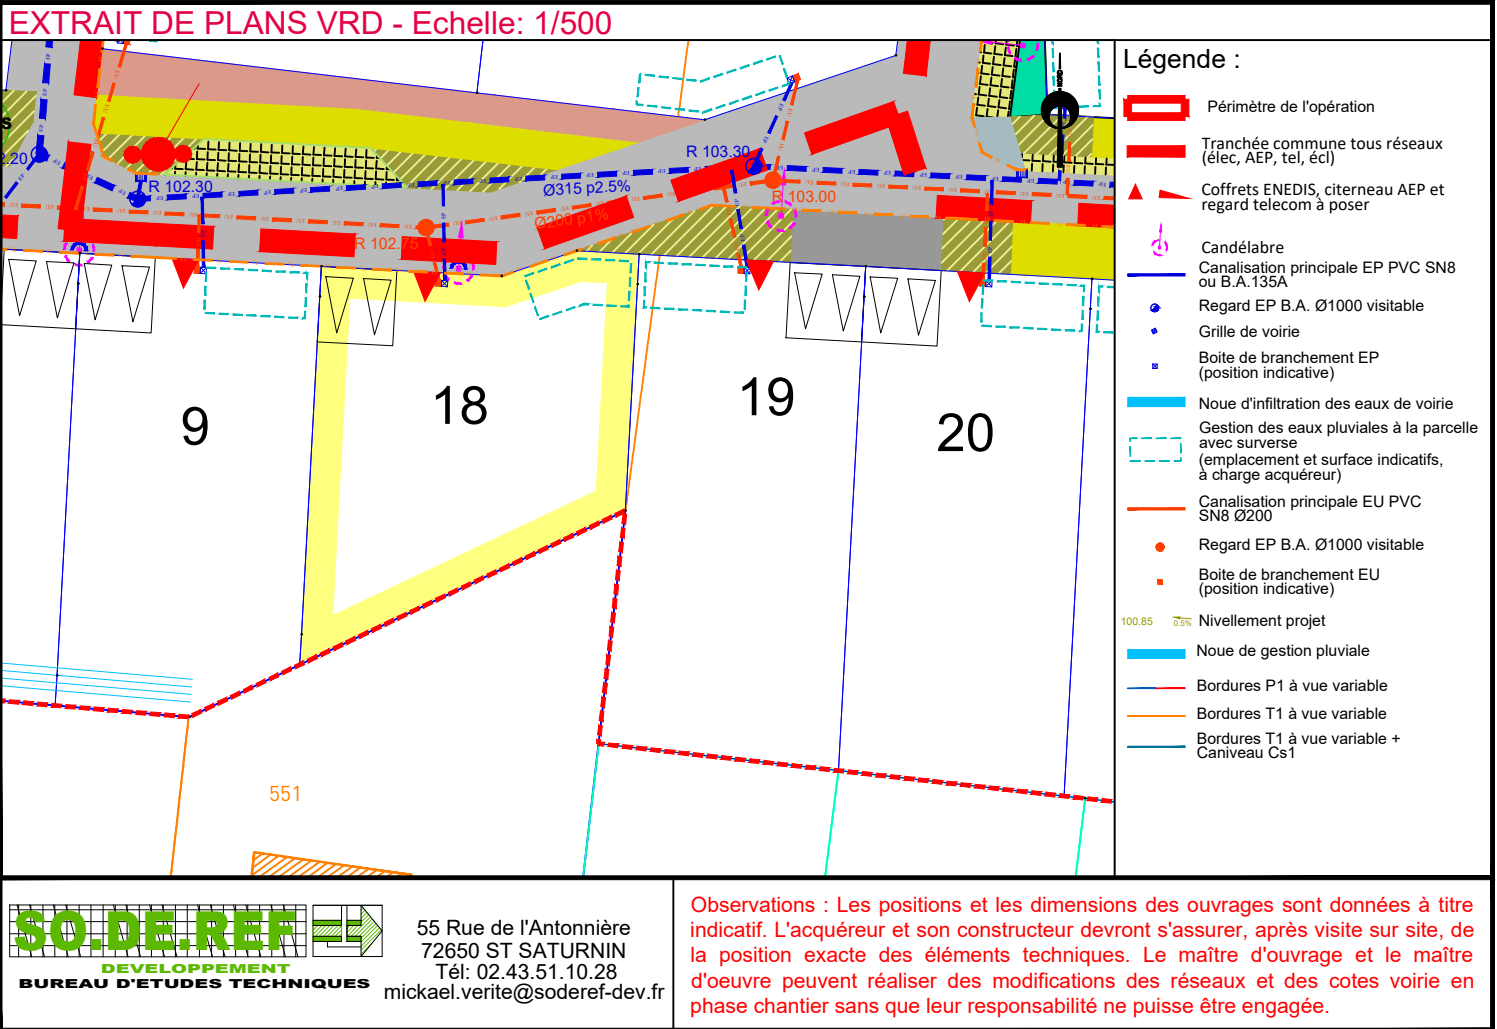 EXTRAIT DE PLANS VRD - Echelle: 1/500
s
2.20
R 102.30
R 103.30
Ø315 p2.5%
Ø200 p1%
R 103.00
R 102.75
9
18
19
20
551
Légende :
NORD
Périmètre de l'opération
Tranchée commune tous réseaux
(élec, AEP, tel, écl)
Coffrets ENEDIS, citerneau AEP et
regard telecom à poser
Candélabre
Canalisation principale EP PVC SN8
ou B.A.135A
Regard EP B.A. Ø1000 visitable
Grille de voirie
Boite de branchement EP
(position indicative)
Noue d'infiltration des eaux de voirie
Gestion des eaux pluviales à la parcelle
avec surverse
(emplacement et surface indicatifs,
à charge acquéreur)
Canalisation principale EU PVC
SN8 Ø200
Regard EP B.A. Ø1000 visitable
Boite de branchement EU
(position indicative)
100.85 0.5% Nivellement projet
Noue de gestion pluviale
Bordures P1 à vue variable
Bordures T1 à vue variable
Bordures T1 à vue variable +
Caniveau Cs1
SO.DE.REF
DEVELOPPEMENT
BUREAU D'ETUDES TECHNIQUES
55 Rue de l'Antonnière
72650 ST SATURNIN
Tél: 02.43.51.10.28
mickael.verite@soderef-dev.fr
Observations : Les positions et les dimensions des ouvrages sont données à titre
indicatif. L'acquéreur et son constructeur devront s'assurer, après visite sur site, de
la position exacte des éléments techniques. Le maître d'ouvrage et le maître
d'oeuvre peuvent réaliser des modifications des réseaux et des cotes voirie en
phase chantier sans que leur responsabilité ne puisse être engagée.